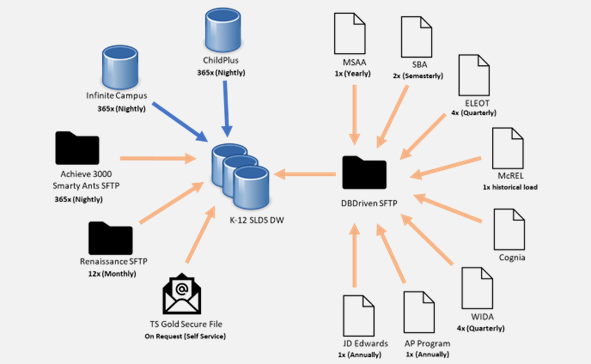 ChildPlus
365x (Nightly)
Infinite Campus
365x (Nightly)
Achieve 3000
Smarty Ants SFTP
365x (Nightly)
Renaissance SFTP
12x (Monthly)
@
TS Gold Secure File
On Request (Self Service)
K-12 SLDS DW
DBDriven SFTP
MSAA
1x (Yearly)
SBA
2x (Semesterly)
ELEOT
4x (Quarterly)
McREL
1x historical load
Cognia
WIDA
4x (Quarterly)
AP Program
1x (Annually)
JD Edwards
1x (Annually)